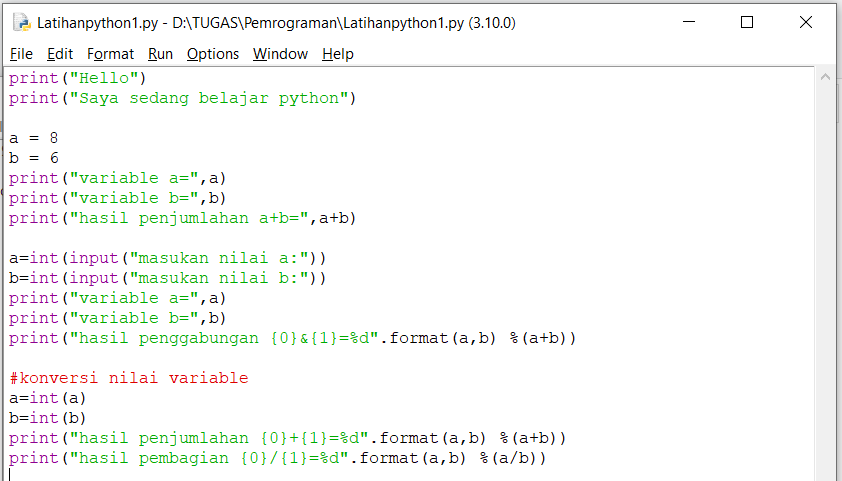 Latihanpython1.py - D:\TUGAS\Pemrograman\Latihanpython1.py (3.10.0)
File Edit Format Run Options Window Help
print("Hello")
print("Saya sedang belajar python")
a = 8
b = 6
print("variable a=",a)
print("variable b=",b)
print("hasil penjumlahan a+b=",a+b)
a=int(input("masukan nilai a:"))
b=int(input("masukan nilai b:"))
print("variable a=",a)
print("variable b=",b)
print("hasil penggabungan {0}&{1}=%d".format(a,b) %(a+b))
#konversi nilai variable
a=int(a)
b=int(b)
print("hasil penjumlahan {0}+{1}=%d".format(a,b) %(a+b))
print("hasil pembagian {0}/{1}=%d".format(a,b) %(a/b))